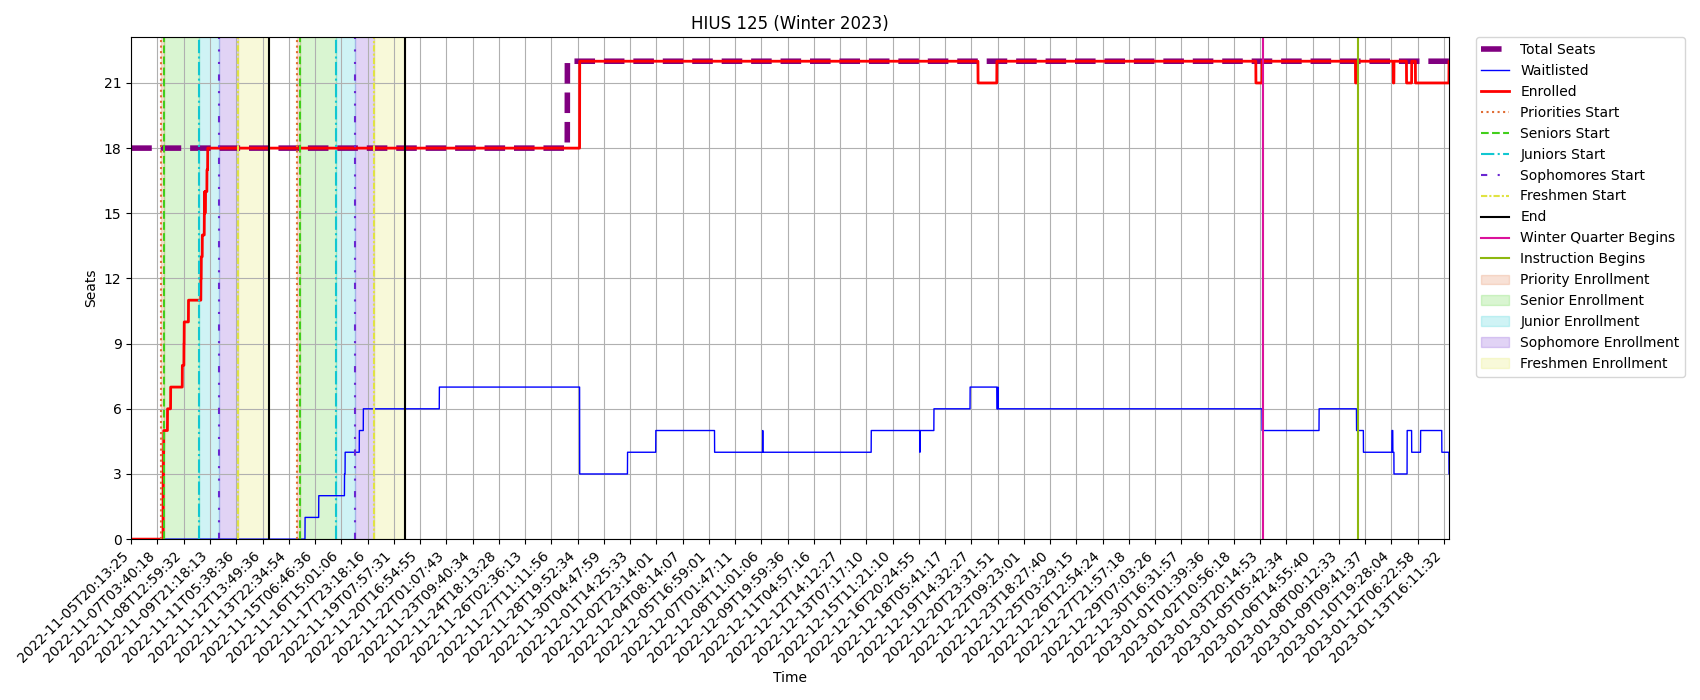 HIUS 125 (Winter 2023)
Seats
21
18
15
12
9
6
3
0
2022-11-05T20:13:25
2022-11-07T03:40:18
2022-11-08T12:59:32
2022-11-09T21:18:13
2022-11-11T05:38:36
2022-11-12T13:49:36
2022-11-13T22:34:54
2022-11-15T06:46:30
2022-11-16T15:01:06
2022-11-17T23:18:16
2022-11-19T07:57:31
2022-11-20T16:54:55
2022-11-22T01:07:43
2022-11-23T09:40:34
2022-11-24T18:13:28
2022-11-26T02:36:13
2022-11-27T11:11:56
2022-11-28T19:52:34
2022-11-30T04:47:59
2022-12-01T14:25:33
2022-12-02T23:14:01
2022-12-04T08:14:07
2022-12-05T16:59:01
2022-12-07T01:47:11
2022-12-08T11:01:06
2022-12-09T19:59:36
2022-12-11T04:57:16
2022-12-12T14:12:27
2022-12-13T07:17:10
2022-12-15T11:21:10
2022-12-16T20:24:55
2022-12-18T05:41:17
2022-12-19T14:32:27
2022-12-20T23:31:51
2022-12-22T09:23:01
2022-12-23T18:27:40
2022-12-25T03:29:15
2022-12-26T12:54:24
2022-12-27T21:57:18
2022-12-29T07:03:26
2022-12-30T16:31:57
2023-01-01T01:39:36
2023-01-02T10:56:18
2023-01-03T20:14:53
2023-01-05T05:42:34
2023-01-06T14:55:40
2023-01-08T00:12:33
2023-01-09T09:41:37
2023-01-10T19:28:04
2023-01-12T06:22:58
2023-01-13T16:11:32
Time
Total Seats
Waitlisted
Enrolled
Priorities Start
Seniors Start
Juniors Start
Sophomores Start
Freshmen Start
End
Winter Quarter Begins
Instruction Begins
Priority Enrollment
Senior Enrollment
Junior Enrollment
Sophomore Enrollment
Freshmen Enrollment